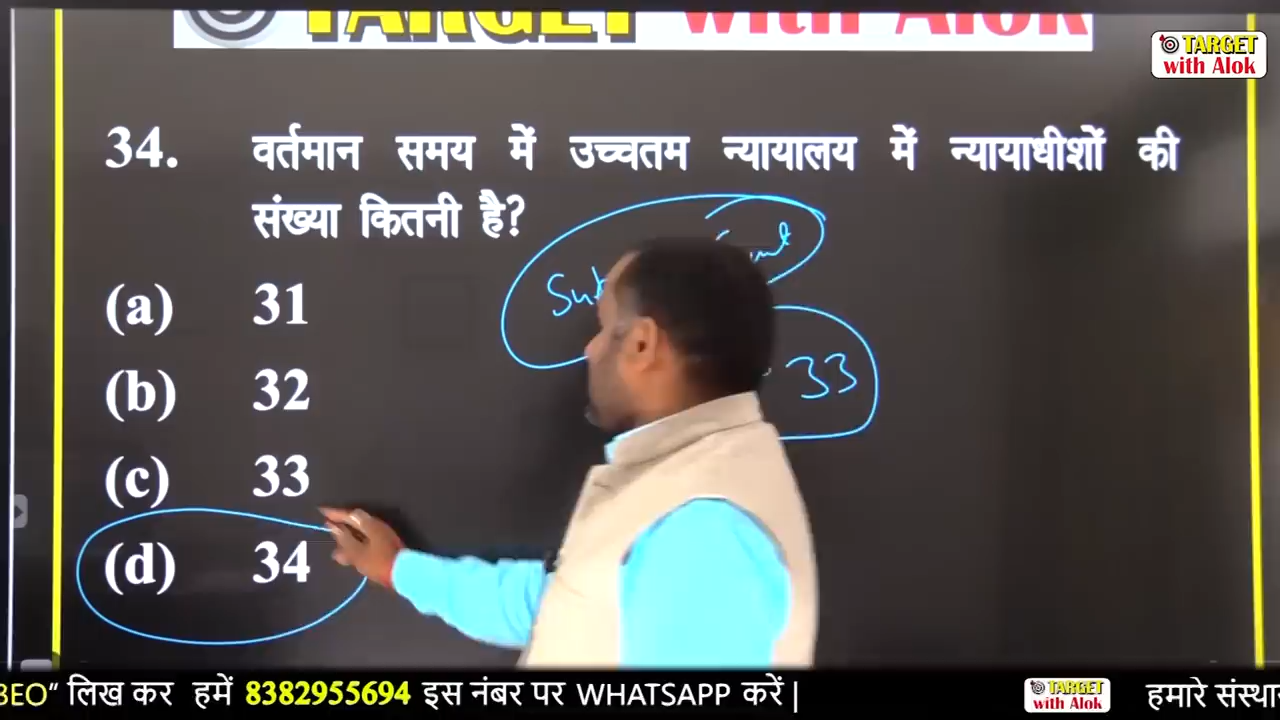 TARGET with Alok
TARGET
with Alok
34. वर्तमान समय में उच्चतम न्यायालय में न्यायाधीशों की
संख्या कितनी है?
(a) 31
(b) 32
33
(c) 33
(d) 34
BEO" लिख कर हमें 8382955694 इस नंबर पर WHATSAPP करें |
TARGET
with Alok
हमारे